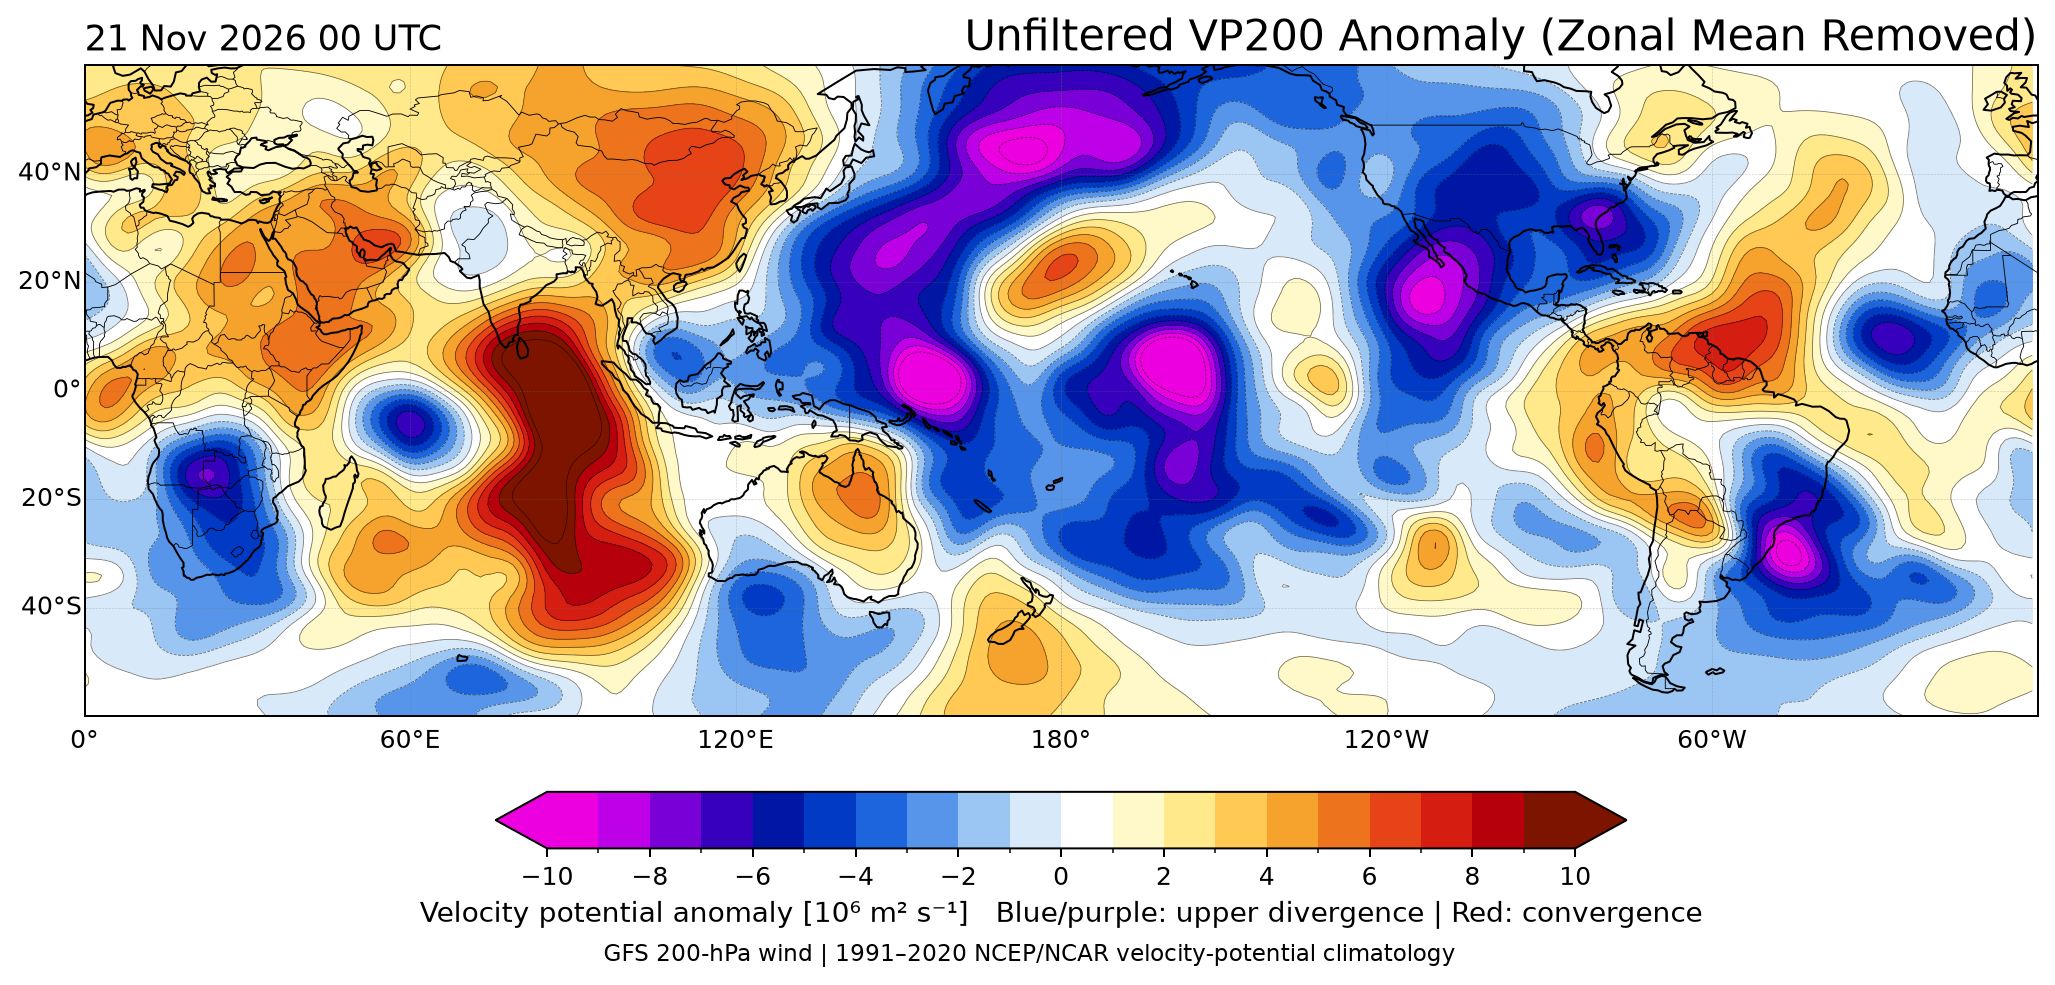 21 Nov 2026 00 UTC
Unfiltered VP200 Anomaly (Zonal Mean Removed)
40°N
20°N
0°
20°S
40°S
0° 60°E 120°E 180° 120°W 60°W
−10 −8 −6 −4 −2 0 2 4 6 8 10
Velocity potential anomaly [10⁶ m² s⁻¹] Blue/purple: upper divergence | Red: convergence
GFS 200-hPa wind | 1991–2020 NCEP/NCAR velocity-potential climatology